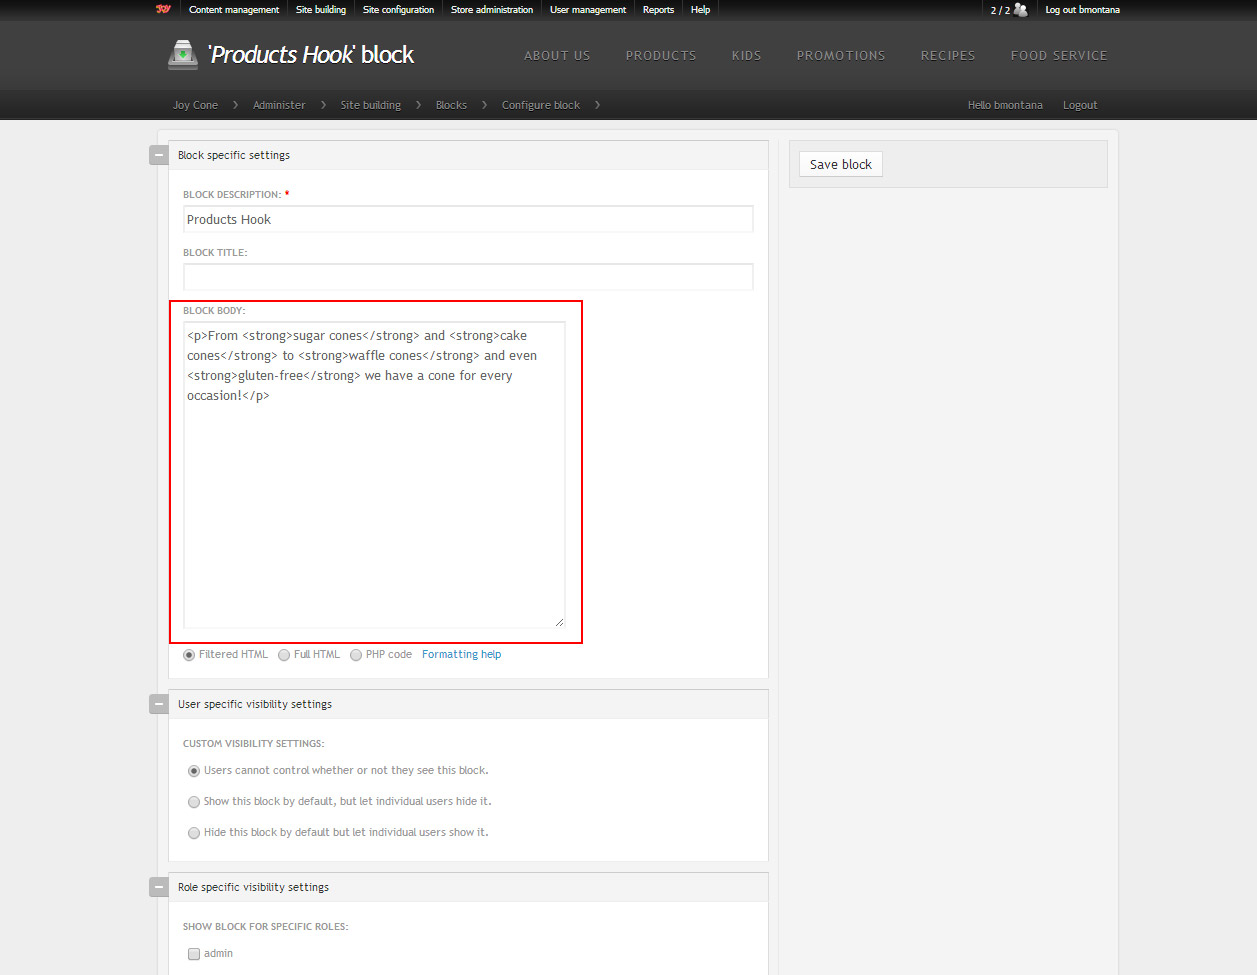 JOY Content management Site building Site configuration Store administration User management Reports Help 2 / 2 Log out bmontana
'Products Hook' block ABOUT US PRODUCTS KIDS PROMOTIONS RECIPES FOOD SERVICE
Joy Cone › Administer › Site building › Blocks › Configure block › Hello bmontana Logout
Block specific settings
Save block
BLOCK DESCRIPTION: *
Products Hook
BLOCK TITLE:
BLOCK BODY:
<p>From <strong>sugar cones</strong> and <strong>cake
cones</strong> to <strong>waffle cones</strong> and even
<strong>gluten-free</strong> we have a cone for every
occasion!</p>
Filtered HTML Full HTML PHP code Formatting help
User specific visibility settings
CUSTOM VISIBILITY SETTINGS:
Users cannot control whether or not they see this block.
Show this block by default, but let individual users hide it.
Hide this block by default but let individual users show it.
Role specific visibility settings
SHOW BLOCK FOR SPECIFIC ROLES:
admin